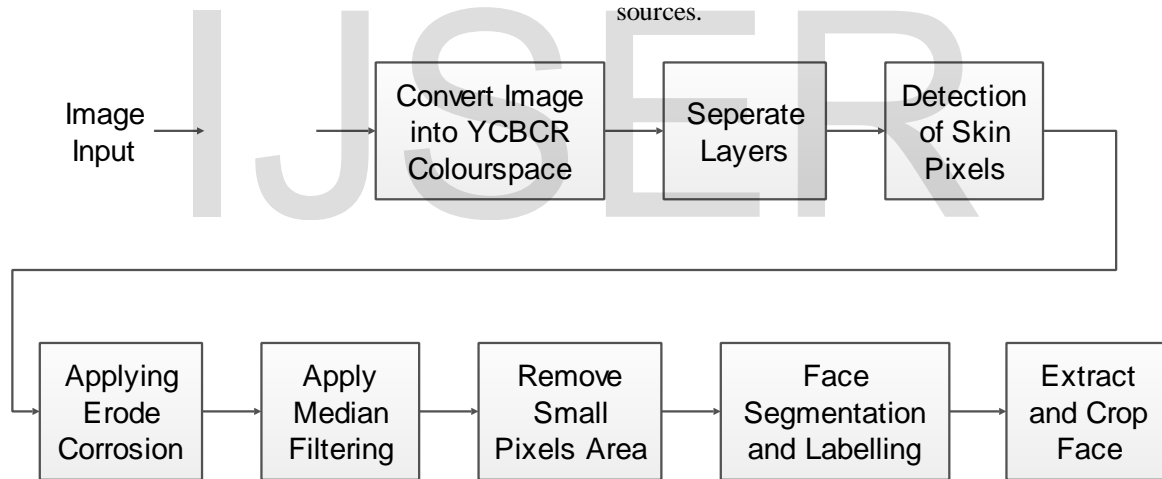 sources.
IJSER
Image
Input
Convert Image
into YCBCR
Colourspace
Seperate
Layers
Detection
of Skin
Pixels
Applying
Erode
Corrosion
Apply
Median
Filtering
Remove
Small
Pixels Area
Face
Segmentation
and Labelling
Extract
and Crop
Face